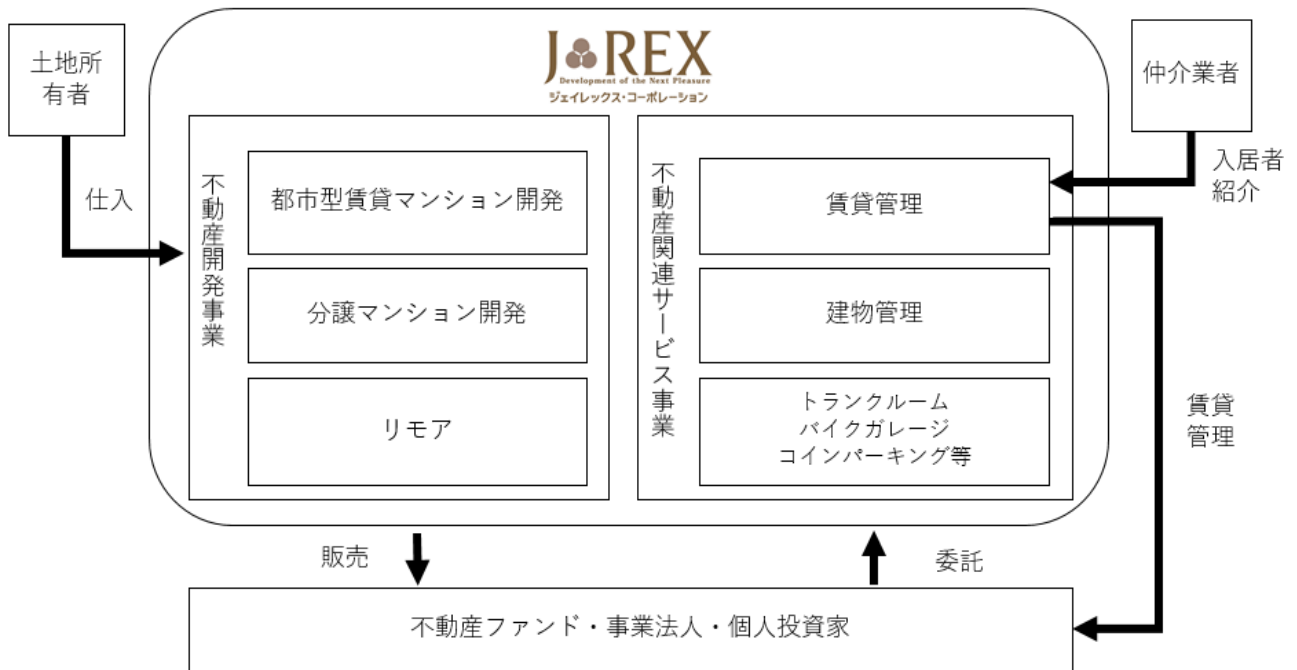 土地所
有者
仕入
J REX
Development of the Next Pleasure
ジェイレックス・コーポレーション
不動産開発事業
都市型賃貸マンション開発
分譲マンション開発
リモア
不動産関連サービス事業
賃貸管理
建物管理
トランクルーム
バイクガレージ
コインパーキング等
仲介業者
入居者
紹介
賃貸
管理
販売
委託
不動産ファンド・事業法人・個人投資家